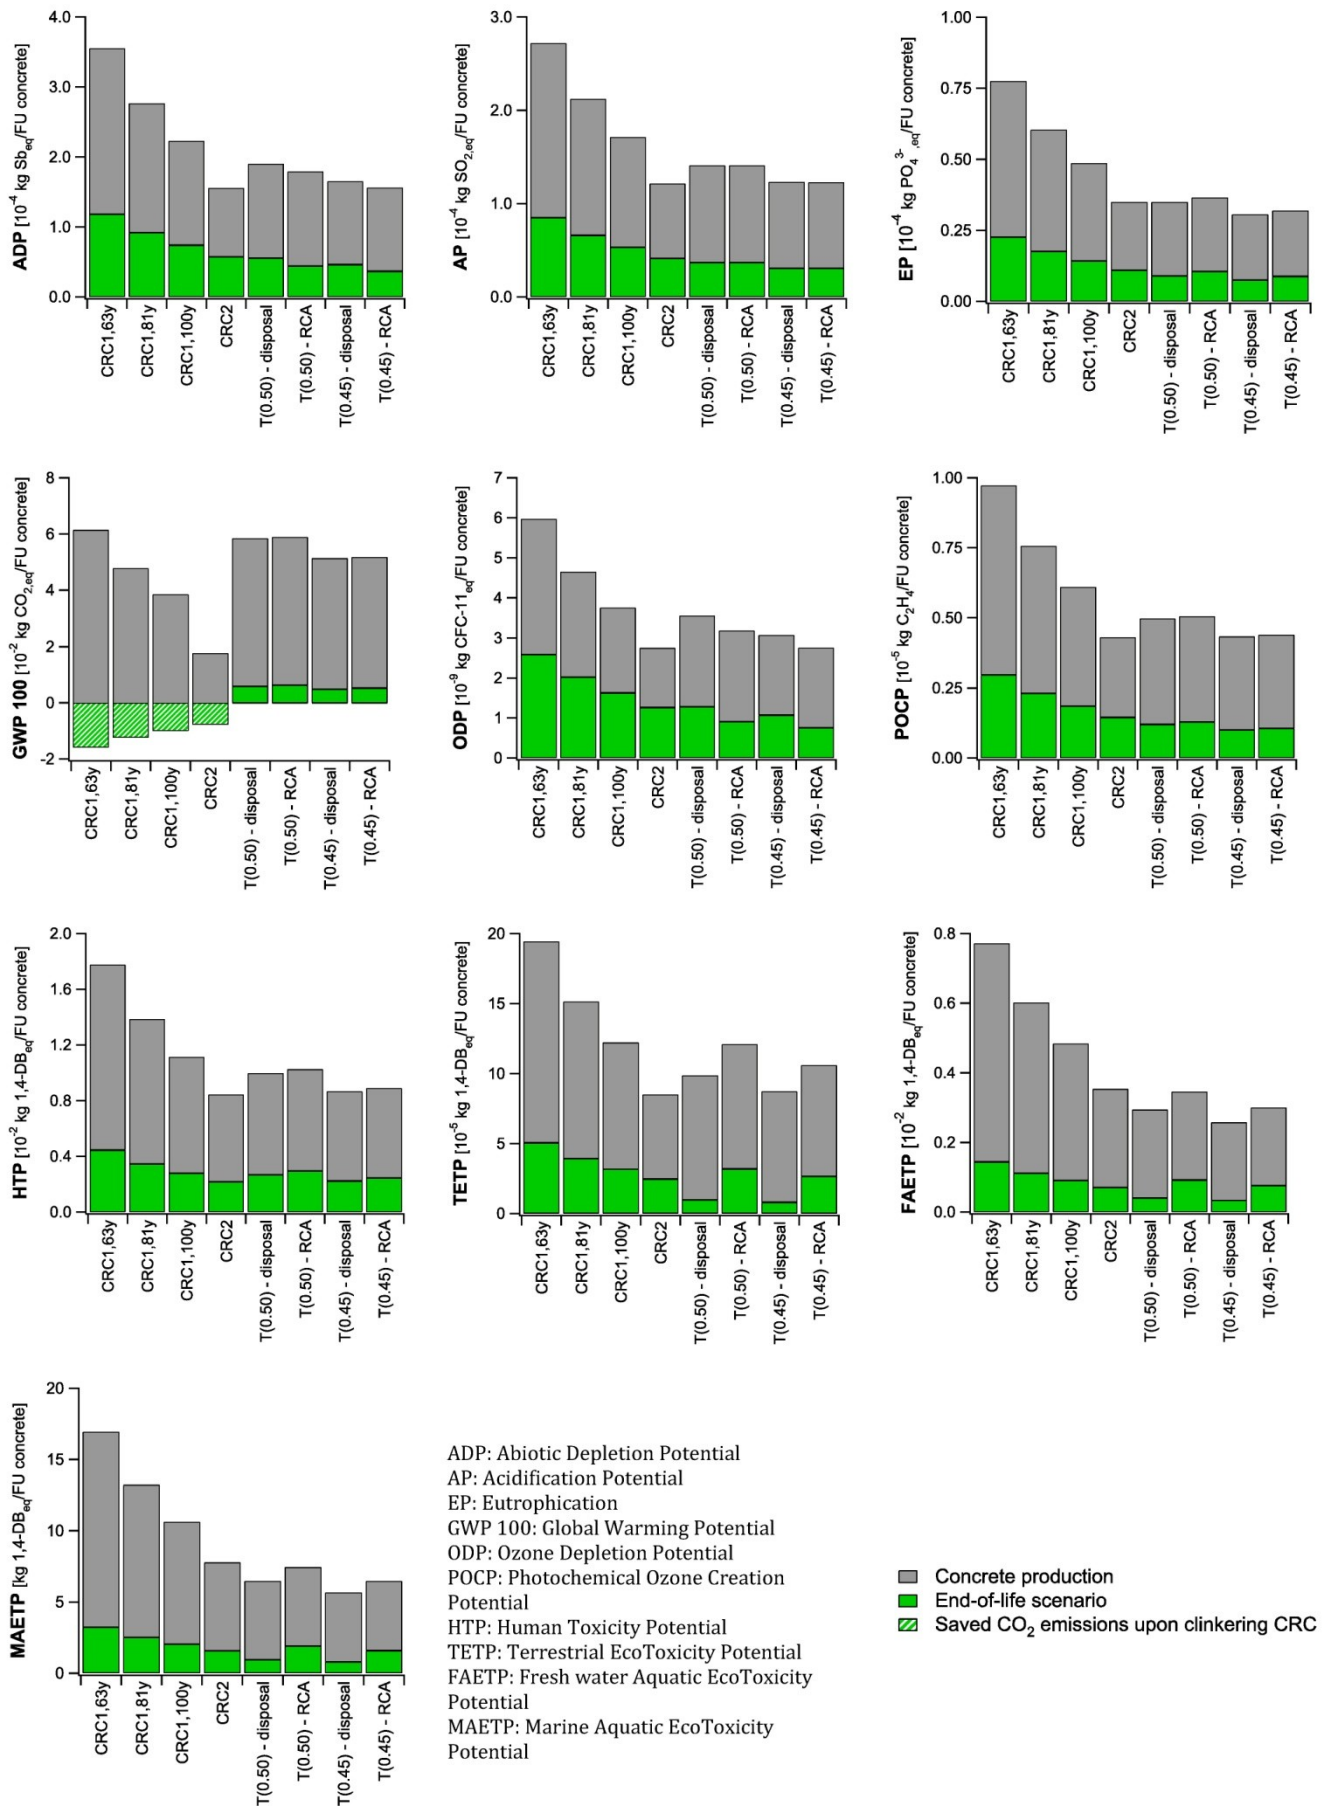 ADP [10⁻⁴ kg Sb_eq/FU concrete]
4.0
3.0
2.0
1.0
0.0
CRC1,63y
CRC1,81y
CRC1,100y
CRC2
T(0.50) - disposal
T(0.50) - RCA
T(0.45) - disposal
T(0.45) - RCA
AP [10⁻⁴ kg SO₂,eq/FU concrete]
3.0
2.0
1.0
0.0
CRC1,63y
CRC1,81y
CRC1,100y
CRC2
T(0.50) - disposal
T(0.50) - RCA
T(0.45) - disposal
T(0.45) - RCA
EP [10⁻⁴ kg PO₄³⁻,eq/FU concrete]
1.00
0.75
0.50
0.25
0.00
CRC1,63y
CRC1,81y
CRC1,100y
CRC2
T(0.50) - disposal
T(0.50) - RCA
T(0.45) - disposal
T(0.45) - RCA
GWP 100 [10⁻² kg CO₂,eq/FU concrete]
8
6
4
2
0
-2
CRC1,63y
CRC1,81y
CRC1,100y
CRC2
T(0.50) - disposal
T(0.50) - RCA
T(0.45) - disposal
T(0.45) - RCA
ODP [10⁻⁹ kg CFC-11_eq/FU concrete]
7
6
5
4
3
2
1
0
CRC1,63y
CRC1,81y
CRC1,100y
CRC2
T(0.50) - disposal
T(0.50) - RCA
T(0.45) - disposal
T(0.45) - RCA
POCP [10⁻⁵ kg C₂H₄/FU concrete]
1.00
0.75
0.50
0.25
0.00
CRC1,63y
CRC1,81y
CRC1,100y
CRC2
T(0.50) - disposal
T(0.50) - RCA
T(0.45) - disposal
T(0.45) - RCA
HTP [10⁻² kg 1,4-DB_eq/FU concrete]
2.0
1.6
1.2
0.8
0.4
0.0
CRC1,63y
CRC1,81y
CRC1,100y
CRC2
T(0.50) - disposal
T(0.50) - RCA
T(0.45) - disposal
T(0.45) - RCA
TETP [10⁻⁵ kg 1,4-DB_eq/FU concrete]
20
15
10
5
0
CRC1,63y
CRC1,81y
CRC1,100y
CRC2
T(0.50) - disposal
T(0.50) - RCA
T(0.45) - disposal
T(0.45) - RCA
FAETP [10⁻² kg 1,4-DB_eq/FU concrete]
0.8
0.6
0.4
0.2
0.0
CRC1,63y
CRC1,81y
CRC1,100y
CRC2
T(0.50) - disposal
T(0.50) - RCA
T(0.45) - disposal
T(0.45) - RCA
MAETP [kg 1,4-DB_eq/FU concrete]
20
15
10
5
0
CRC1,63y
CRC1,81y
CRC1,100y
CRC2
T(0.50) - disposal
T(0.50) - RCA
T(0.45) - disposal
T(0.45) - RCA
ADP: Abiotic Depletion Potential
AP: Acidification Potential
EP: Eutrophication
GWP 100: Global Warming Potential
ODP: Ozone Depletion Potential
POCP: Photochemical Ozone Creation
Potential
HTP: Human Toxicity Potential
TETP: Terrestrial EcoToxicity Potential
FAETP: Fresh water Aquatic EcoToxicity
Potential
MAETP: Marine Aquatic EcoToxicity
Potential
Concrete production
End-of-life scenario
Saved CO₂ emissions upon clinkering CRC